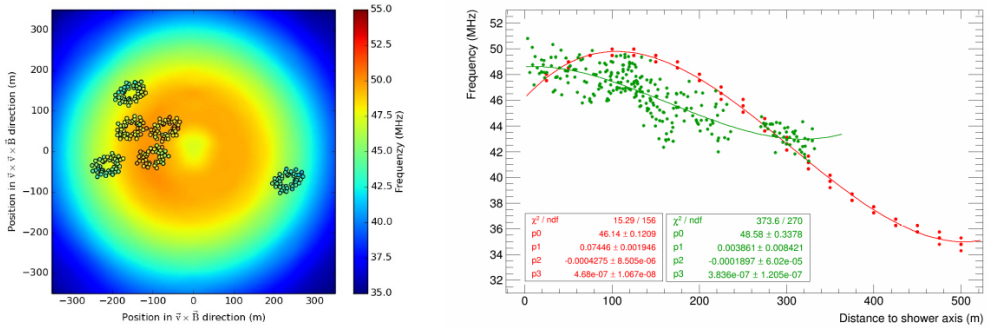 300
200
100
0
−100
−200
−300
Position in v⃗ × v⃗ × B⃗ direction (m)
−300 −200 −100 0 100 200 300
Position in v⃗ × B⃗ direction (m)
55.0
52.5
50.0
47.5
45.0
42.5
40.0
37.5
35.0
Frequenzy (MHz)
Frequency (MHz)
50
48
46
44
42
40
38
36
34
32
χ² / ndf 15.29 / 156
p0 46.14 ± 0.1209
p1 0.07446 ± 0.001946
p2 -0.0004275 ± 8.505e-06
p3 4.68e-07 ± 1.067e-08
χ² / ndf 373.6 / 270
p0 48.58 ± 0.3378
p1 0.003861 ± 0.008421
p2 -0.0001897 ± 6.02e-05
p3 3.836e-07 ± 1.205e-07
0 100 200 300 400 500
Distance to shower axis (m)